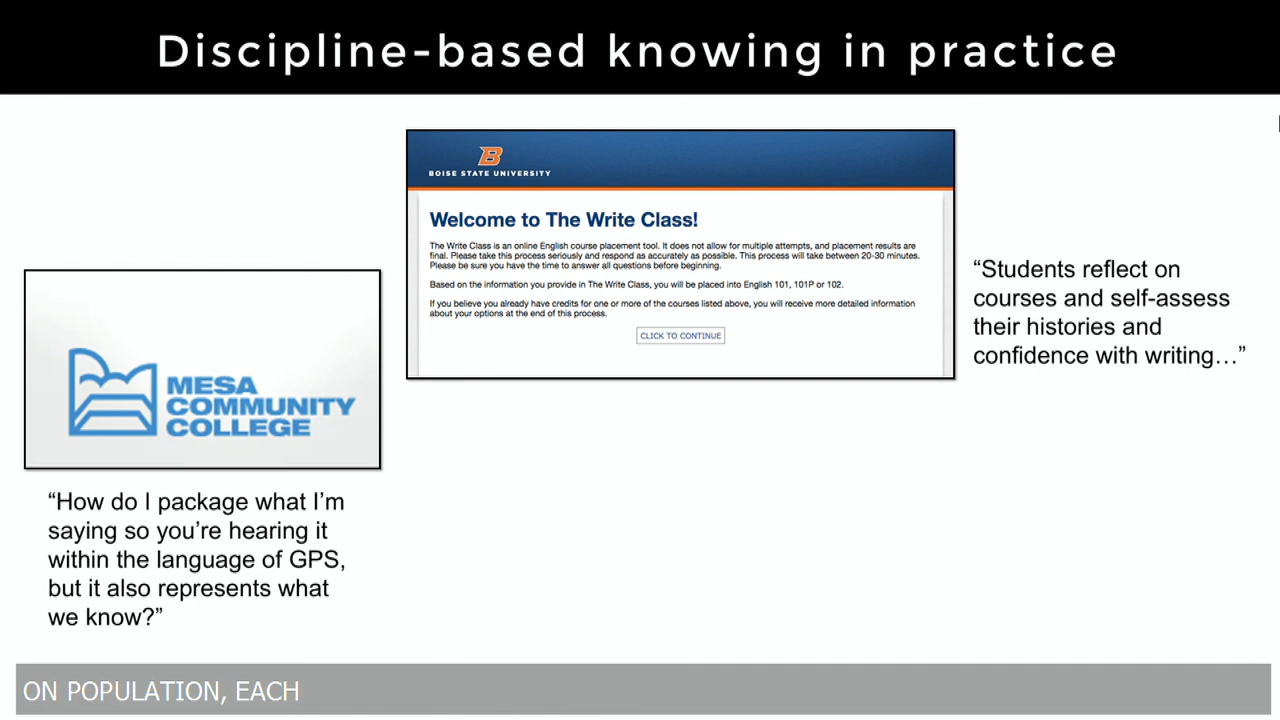 Discipline-based knowing in practice
B
BOISE STATE UNIVERSITY
Welcome to The Write Class!
The Write Class is an online English course placement tool. It does not allow for multiple attempts, and placement results are
final. Please take this process seriously and respond as accurately as possible. This process will take between 20-30 minutes.
Please be sure you have the time to answer all questions before beginning.
Based on the information you provide in The Write Class, you will be placed into English 101, 101P or 102.
If you believe you already have credits for one or more of the courses listed above, you will receive more detailed information
about your options at the end of this process.
CLICK TO CONTINUE
“Students reflect on
courses and self-assess
their histories and
confidence with writing…”
MESA
COMMUNITY
COLLEGE
“How do I package what I’m
saying so you’re hearing it
within the language of GPS,
but it also represents what
we know?”
ON POPULATION, EACH